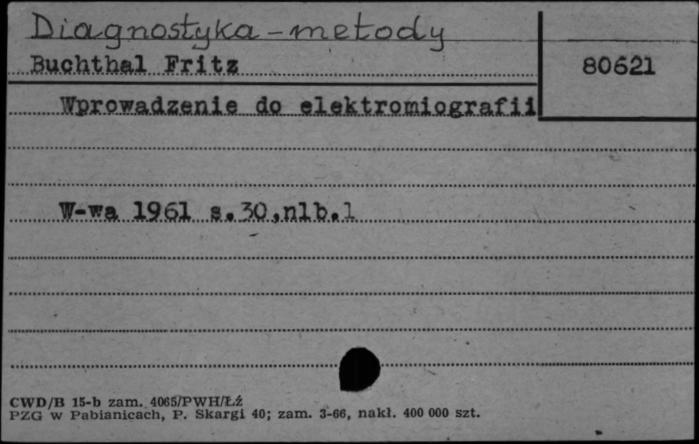 Diagnostyka - metody
Buchthal Fritz
80621
Wprowadzenie do elektromiografii
W-wa 1961 s.30,nlb.1
CWD/B 15-b zam. 4065/PWH/Łź
PZG w Pabianicach, P. Skargi 40; zam. 3-66, nakł. 400 000 szt.